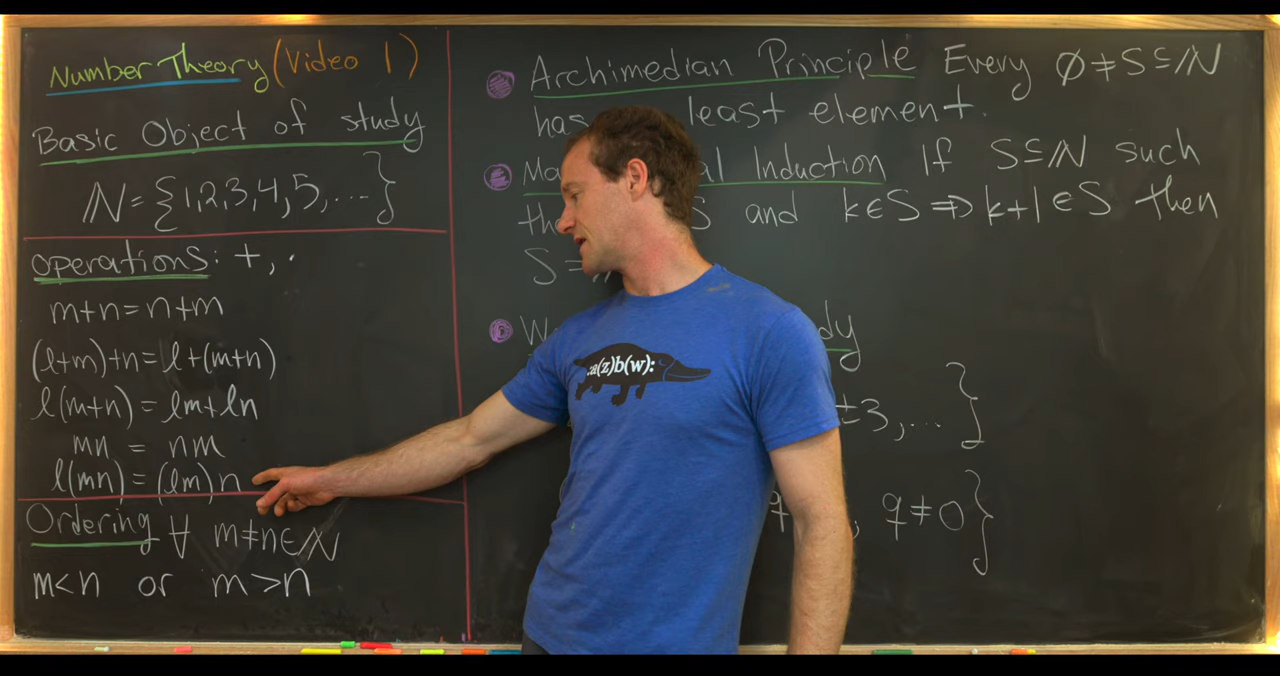 Number Theory (Video 1)
Basic Object of study
ℕ = {1,2,3,4,5,...}
Operations: +, ·
m+n = n+m
(l+m)+n = l+(m+n)
l(m+n) = lm+ln
mn = nm
l(mn) = (lm)n
Ordering ∀ m≠n∈ℕ
m<n or m>n
Archimedian Principle Every ∅≠S⊆ℕ
has least element.
Induction If S⊆ℕ such
S and k∈S ⇒ k+1∈S then
S =
±3,... }
, q≠0}
:a(z)b(w):